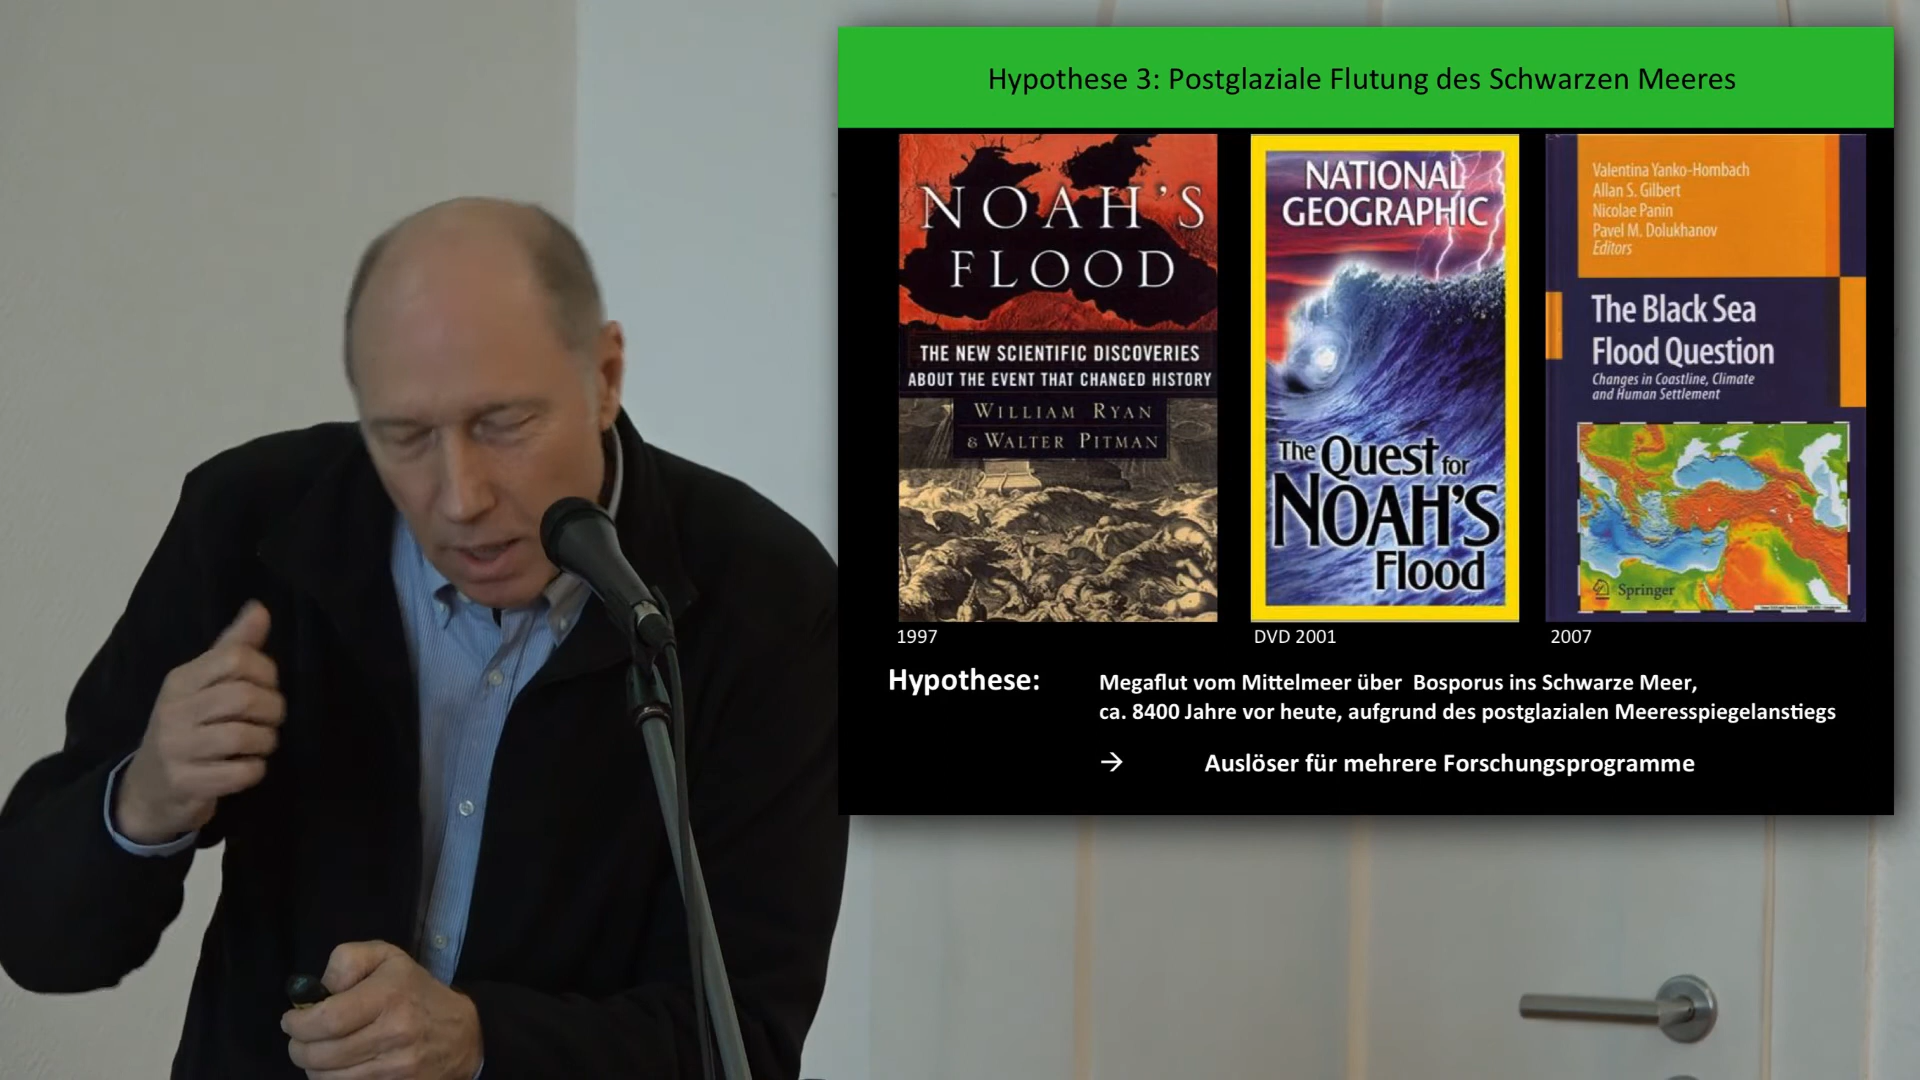 Hypothese 3: Postglaziale Flutung des Schwarzen Meeres
NOAH'S
FLOOD
THE NEW SCIENTIFIC DISCOVERIES
ABOUT THE EVENT THAT CHANGED HISTORY
WILLIAM RYAN
& WALTER PITMAN
1997
NATIONAL
GEOGRAPHIC
The Quest for
NOAH'S
Flood
DVD 2001
Valentina Yanko-Hombach
Allan S. Gilbert
Nicolae Panin
Pavel M. Dolukhanov
Editors
The Black Sea
Flood Question
Changes in Coastline, Climate
and Human Settlement
Springer
2007
Hypothese: Megaflut vom Mittelmeer über Bosporus ins Schwarze Meer,
ca. 8400 Jahre vor heute, aufgrund des postglazialen Meeresspiegelanstiegs
→ Auslöser für mehrere Forschungsprogramme